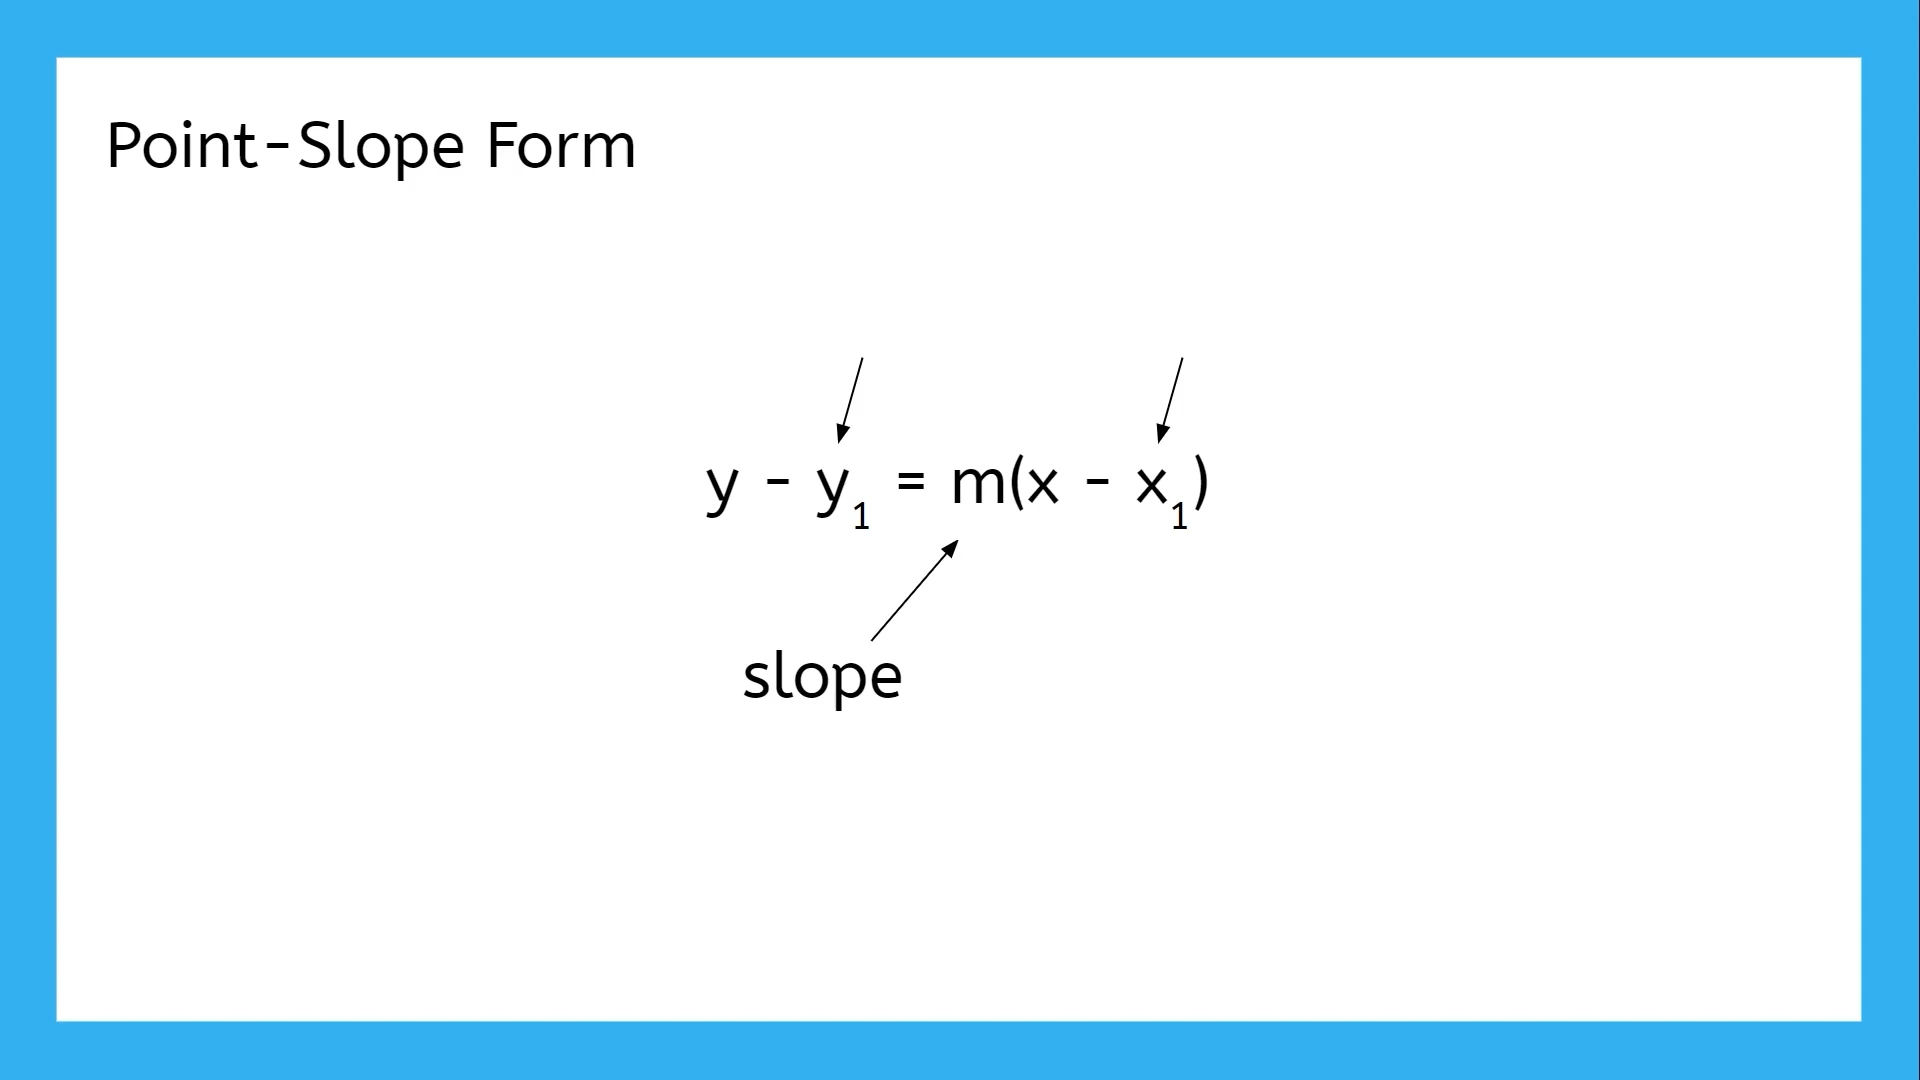 Point-Slope Form
y - y₁ = m(x - x₁)
slope